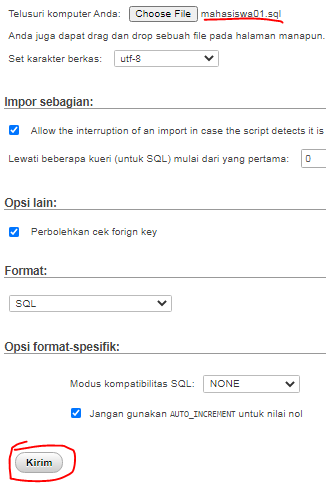 Telusuri komputer Anda: Choose File mahasiswa01.sql
Anda juga dapat drag dan drop sebuah file pada halaman manapun.
Set karakter berkas: utf-8
Impor sebagian:
Allow the interruption of an import in case the script detects it is
Lewati beberapa kueri (untuk SQL) mulai dari yang pertama: 0
Opsi lain:
Perbolehkan cek forign key
Format:
SQL
Opsi format-spesifik:
Modus kompatibilitas SQL: NONE
Jangan gunakan AUTO_INCREMENT untuk nilai nol
Kirim